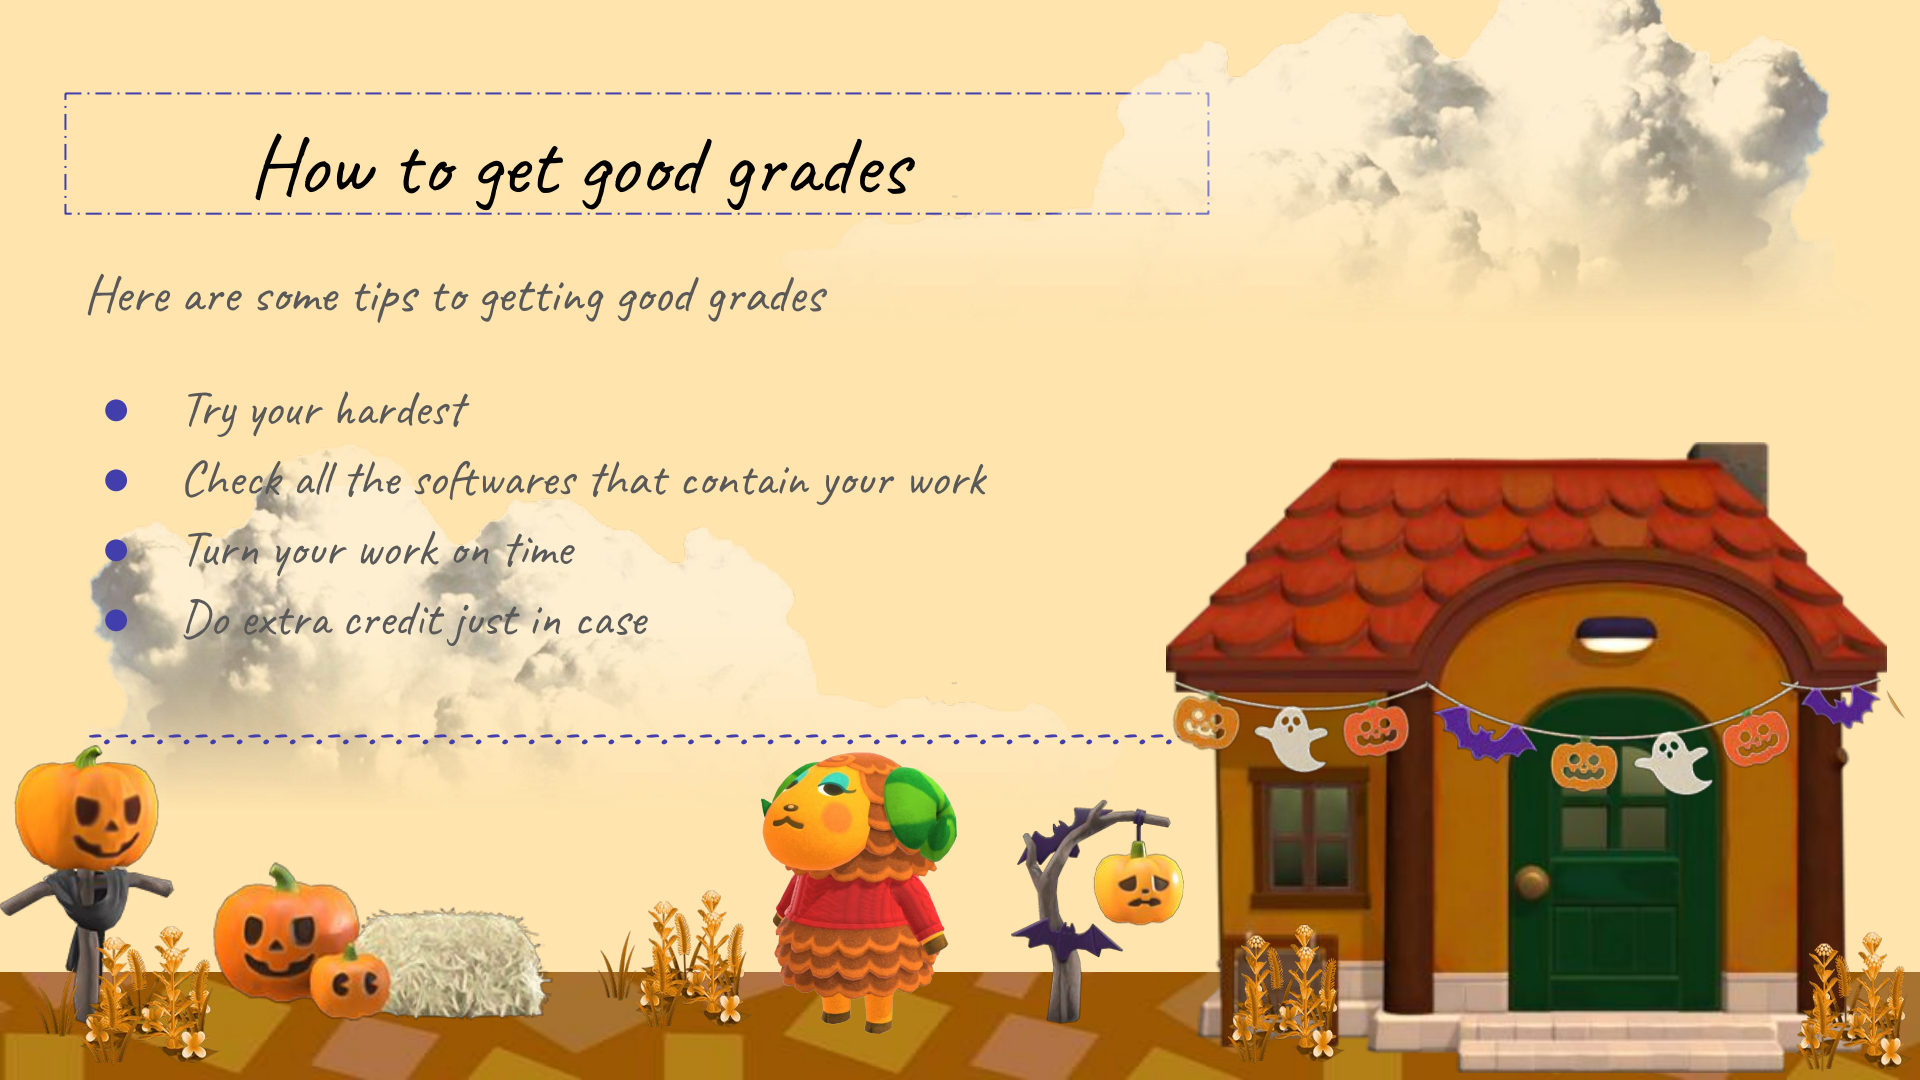 How to get good grades
Here are some tips to getting good grades
Try your hardest
Check all the softwares that contain your work
Turn your work on time
Do extra credit just in case